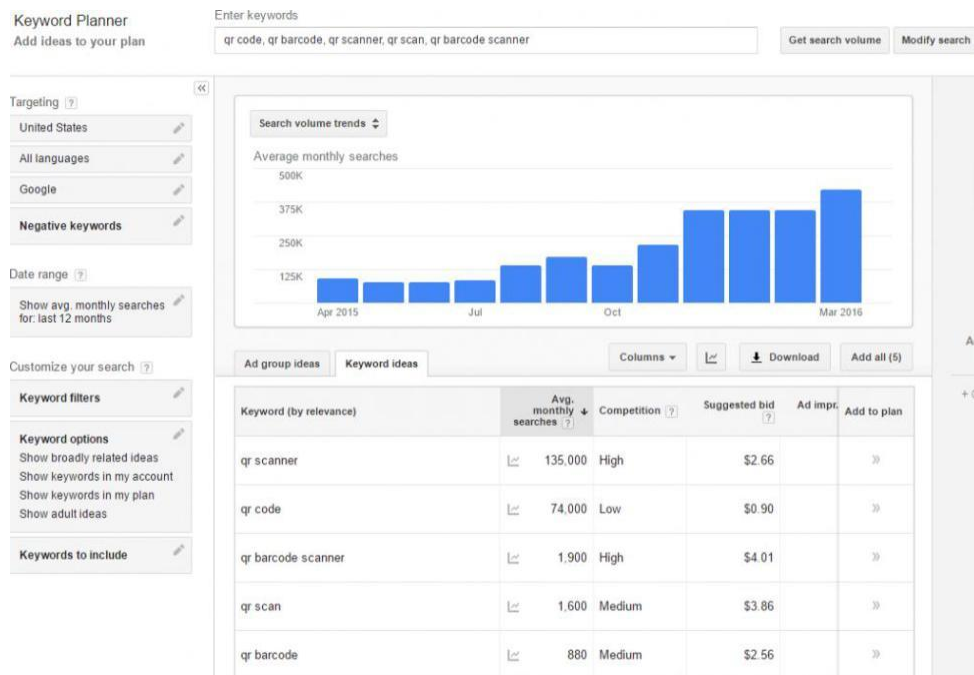 Keyword Planner
Add ideas to your plan
Enter keywords
qr code, qr barcode, qr scanner, qr scan, qr barcode scanner
Get search volume
Modify search
Targeting ?
United States
All languages
Google
Negative keywords
Date range ?
Show avg. monthly searches
for: last 12 months
Customize your search ?
Keyword filters
Keyword options
Show broadly related ideas
Show keywords in my account
Show keywords in my plan
Show adult ideas
Keywords to include
Search volume trends
Average monthly searches
500K
375K
250K
125K
Apr 2015 Jul Oct Mar 2016
Ad group ideas Keyword ideas Columns Download Add all (5)
Keyword (by relevance) Avg. monthly searches ? Competition ? Suggested bid ? Ad impr. Add to plan
qr scanner 135,000 High $2.66 »
qr code 74,000 Low $0.90 »
qr barcode scanner 1,900 High $4.01 »
qr scan 1,600 Medium $3.86 »
qr barcode 880 Medium $2.56 »